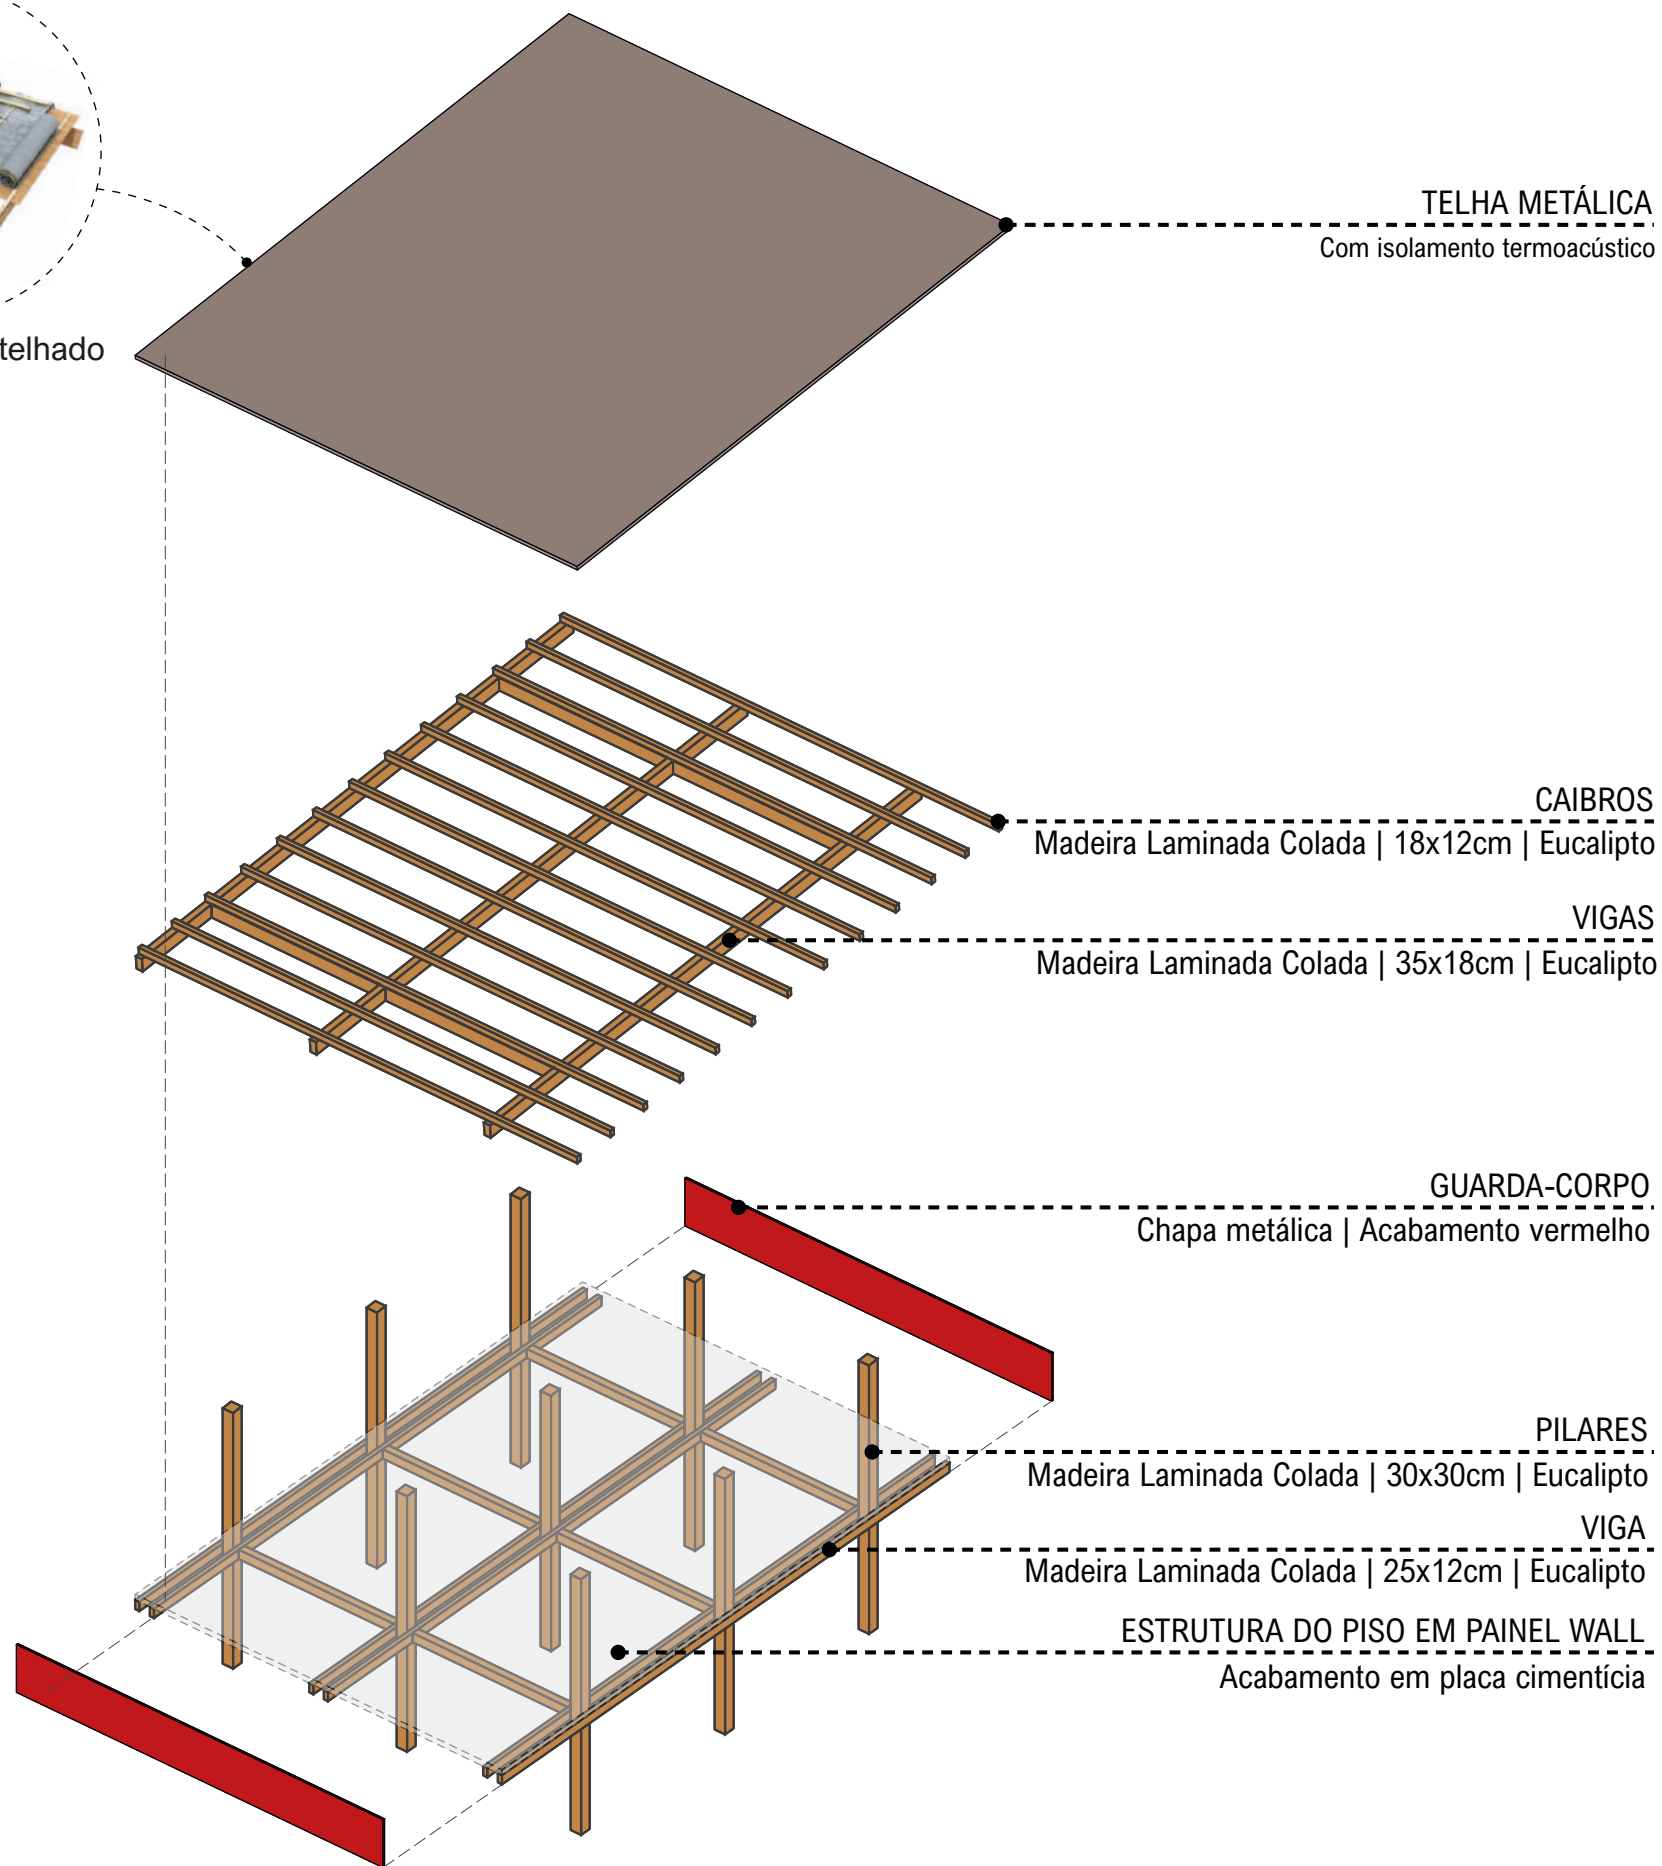 TELHA METÁLICA
Com isolamento termoacústico
telhado
CAIBROS
Madeira Laminada Colada | 18x12cm | Eucalipto
VIGAS
Madeira Laminada Colada | 35x18cm | Eucalipto
GUARDA-CORPO
Chapa metálica | Acabamento vermelho
PILARES
Madeira Laminada Colada | 30x30cm | Eucalipto
VIGA
Madeira Laminada Colada | 25x12cm | Eucalipto
ESTRUTURA DO PISO EM PAINEL WALL
Acabamento em placa cimentícia